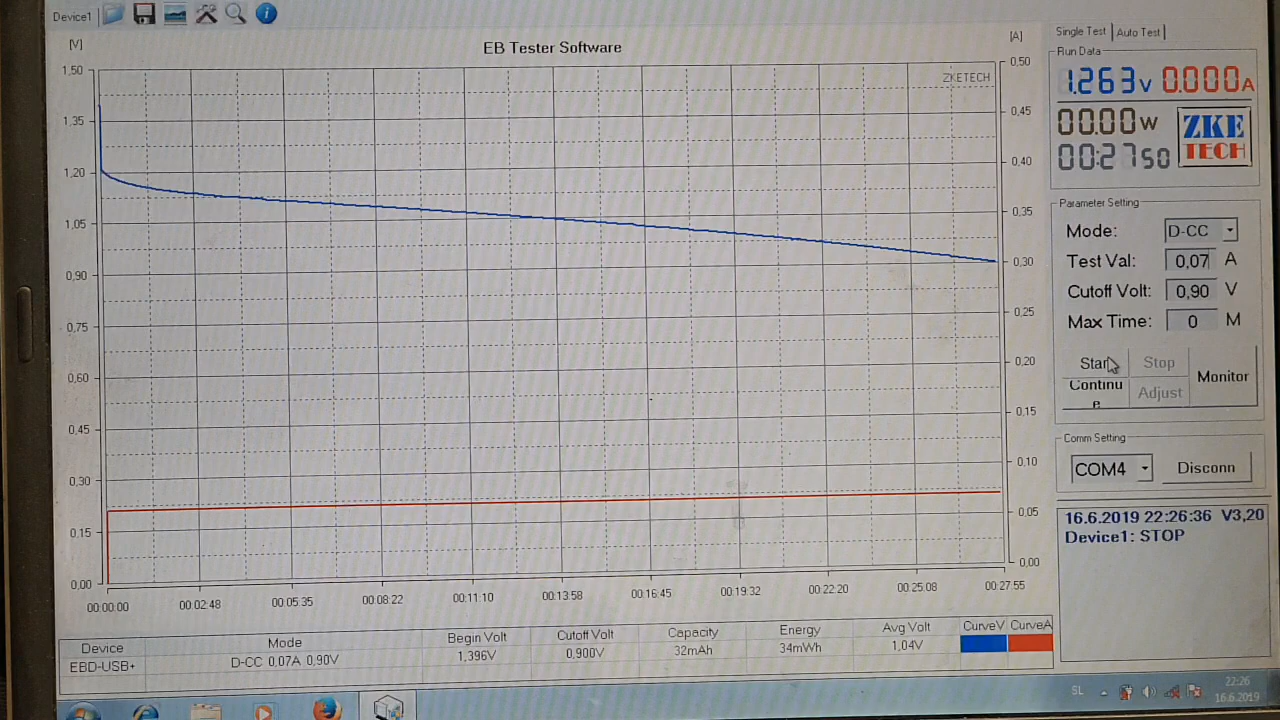 Device1
EB Tester Software
[V]
[A]
ZKETECH
1,50
1,35
1,20
1,05
0,90
0,75
0,60
0,45
0,30
0,15
0,00
0,50
0,45
0,40
0,35
0,30
0,25
0,20
0,15
0,10
0,05
0,00
00:00:00 00:02:48 00:05:35 00:08:22 00:11:10 00:13:58 00:16:45 00:19:32 00:22:20 00:25:08 00:27:55
Device Mode Begin Volt Cutoff Volt Capacity Energy Avg Volt CurveV CurveA
EBD-USB+ D-CC 0,07A 0,90V 1,396V 0,900V 32mAh 34mWh 1,04V
Single Test Auto Test
Run Data
1.263V 0.000A
00.00W
00:27 50
ZKE
TECH
Parameter Setting
Mode: D-CC
Test Val: 0,07 A
Cutoff Volt: 0,90 V
Max Time: 0 M
Start Stop
Continu
e
Adjust
Monitor
Comm Setting
COM4 Disconn
16.6.2019 22:26:36 V3,20
Device1: STOP
SL
22:26
16.6.2019